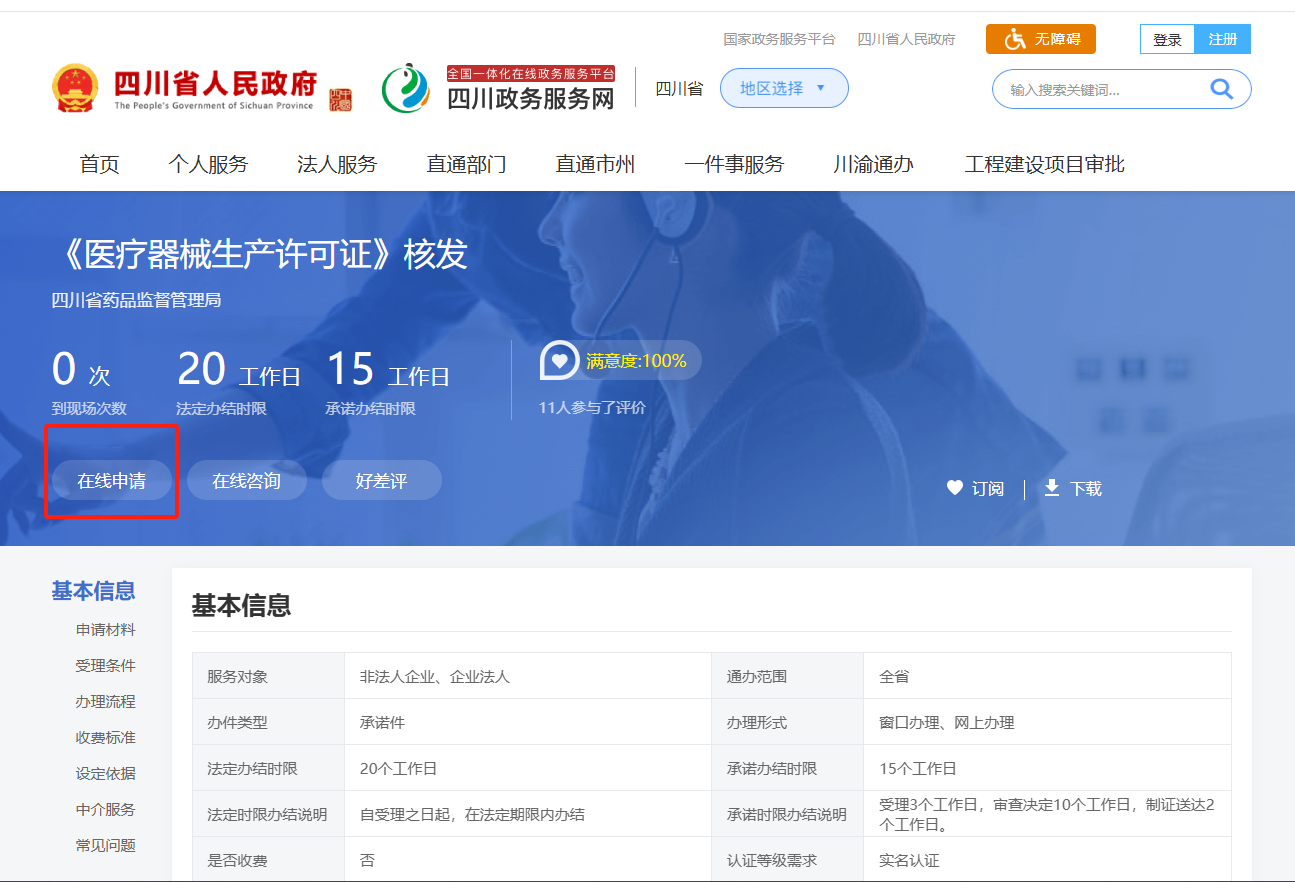 国家政务服务平台 四川省人民政府 无障碍 登录 注册
四川省人民政府
The People's Government of Sichuan Province
全国一体化在线政务服务平台
四川政务服务网
四川省 地区选择
输入搜索关键词...
首页 个人服务 法人服务 直通部门 直通市州 一件事服务 川渝通办 工程建设项目审批
《医疗器械生产许可证》核发
四川省药品监督管理局
0 次 20 工作日 15 工作日 满意度:100%
到现场次数 法定办结时限 承诺办结时限 11人参与了评价
在线申请 在线咨询 好差评 订阅 下载
基本信息
申请材料
受理条件
办理流程
收费标准
设定依据
中介服务
常见问题
基本信息
服务对象 非法人企业、企业法人 通办范围 全省
办件类型 承诺件 办理形式 窗口办理、网上办理
法定办结时限 20个工作日 承诺办结时限 15个工作日
法定时限办结说明 自受理之日起，在法定期限内办结 承诺时限办结说明 受理3个工作日，审查决定10个工作日，制证送达2
个工作日。
是否收费 否 认证等级需求 实名认证